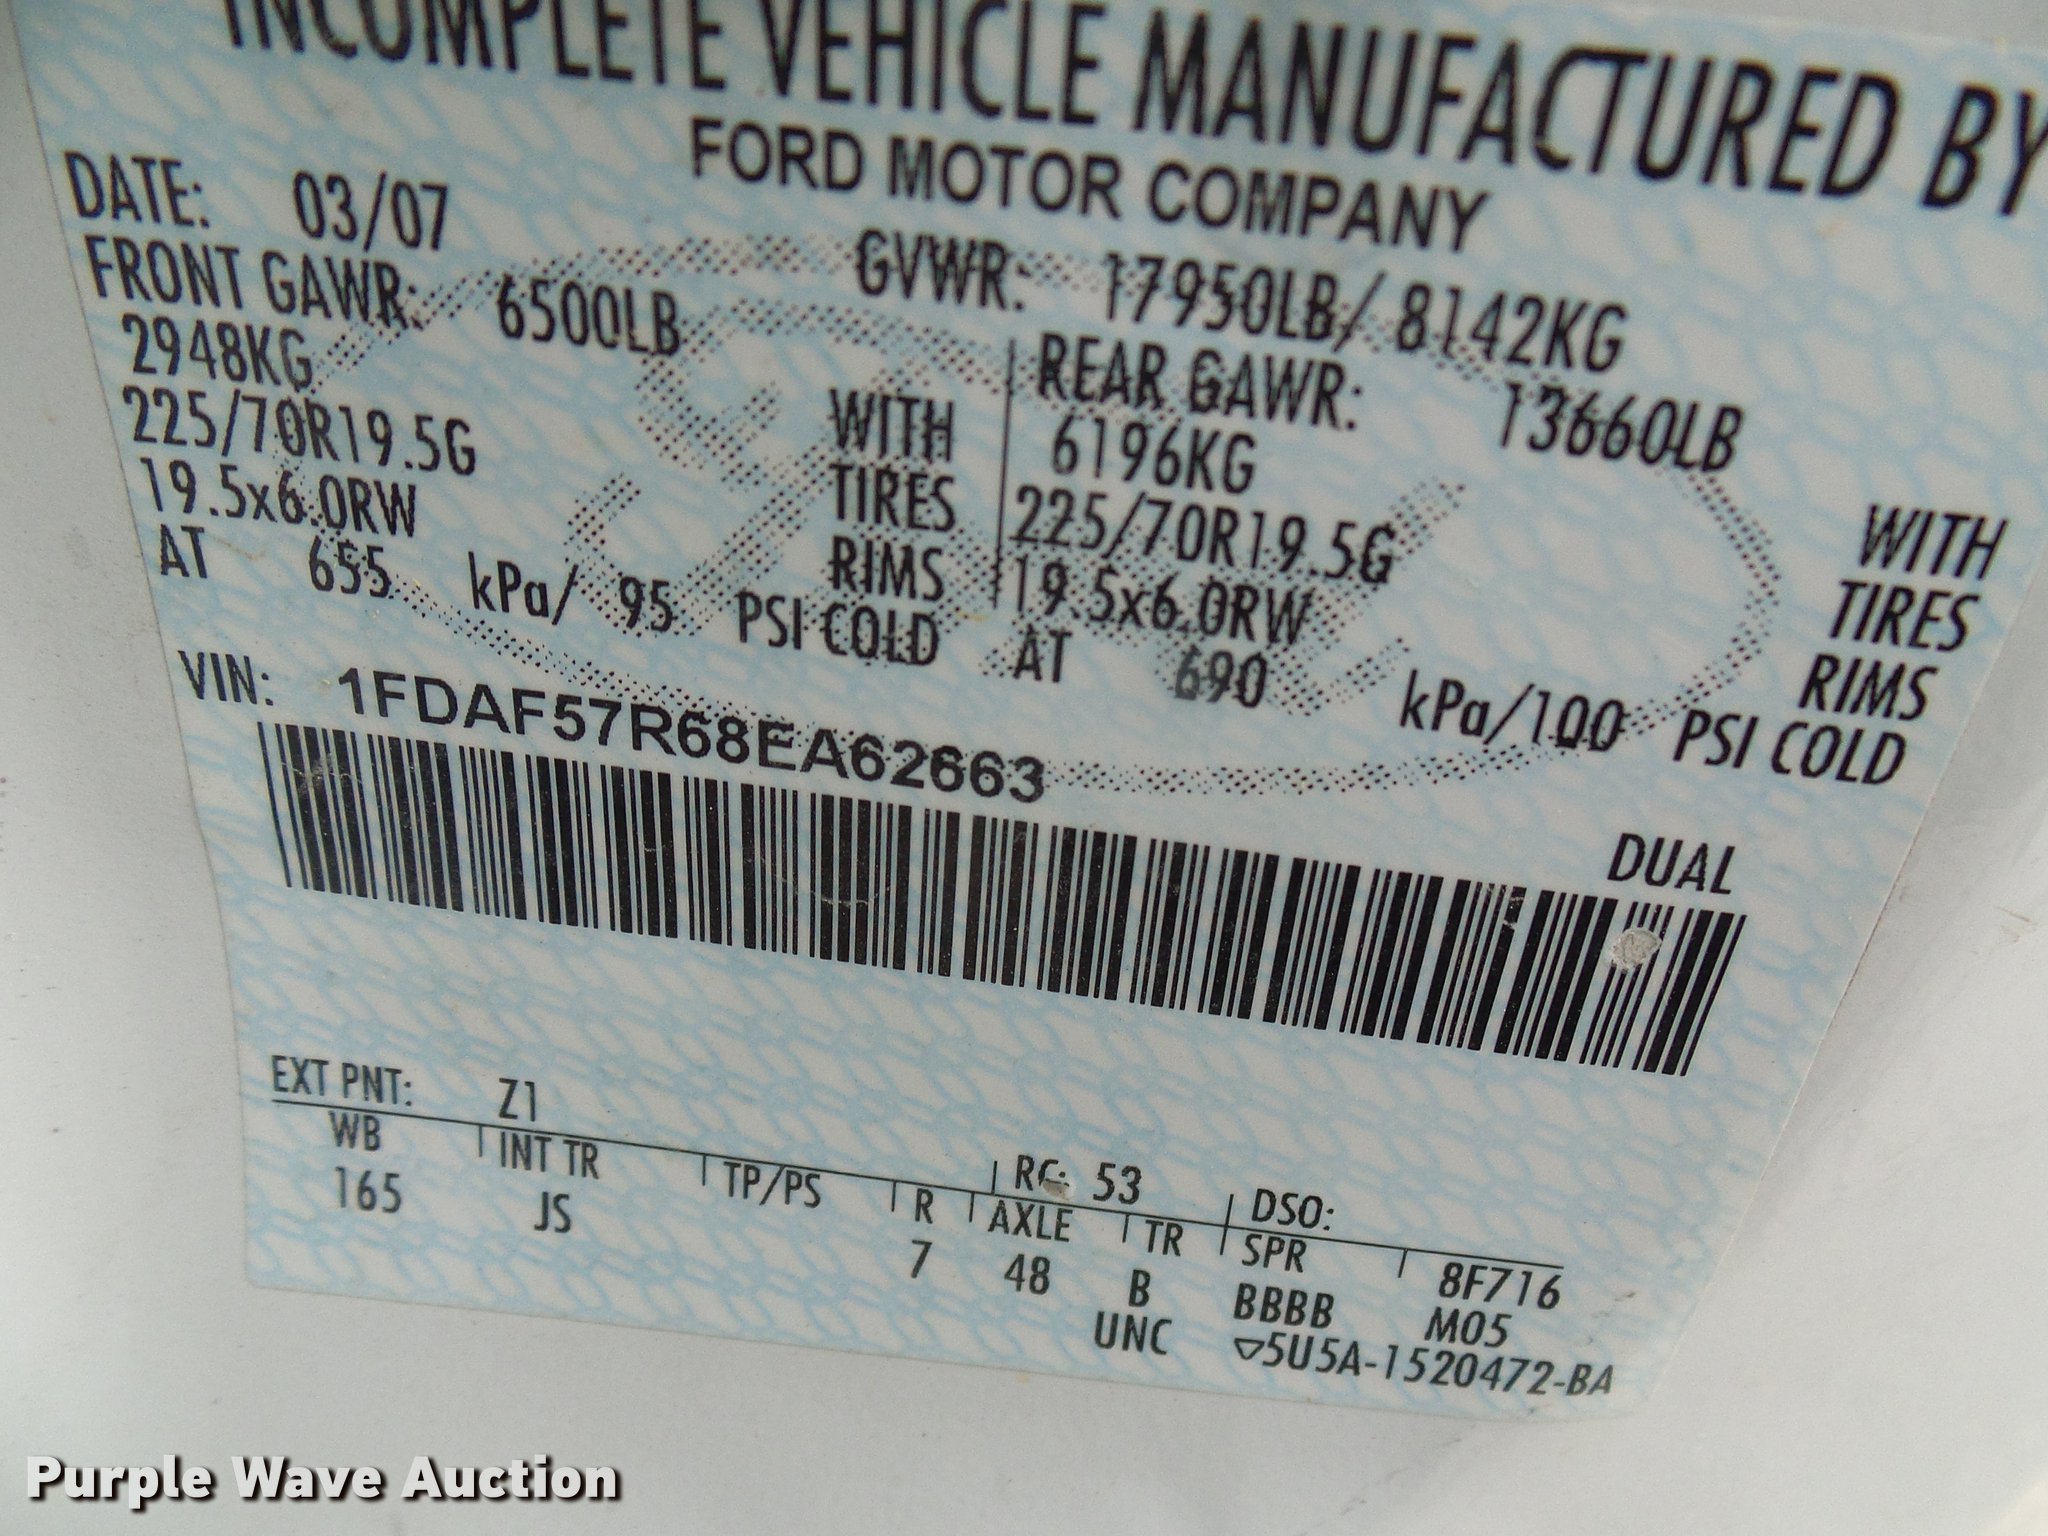 INCOMPLETE VEHICLE MANUFACTURED BY
FORD MOTOR COMPANY
DATE: 03/07 GVWR: 17950LB/ 8142KG
FRONT GAWR: 6500LB REAR GAWR: 13660LB
2948KG WITH 6196KG WITH
225/70R19.5G TIRES 225/70R19.5G TIRES
19.5x6.0RW RIMS 19.5x6.0RW RIMS
AT 655 kPa/ 95 PSI COLD AT 690 kPa/100 PSI COLD
VIN: 1FDAF57R68EA62663
DUAL
EXT PNT: Z1 RC: 53 DSO:
WB INT TR TP/PS R AXLE TR SPR 8F716
165 JS 7 48 B BBBB M05
UNC ▽5U5A-1520472-BA
Purple Wave Auction